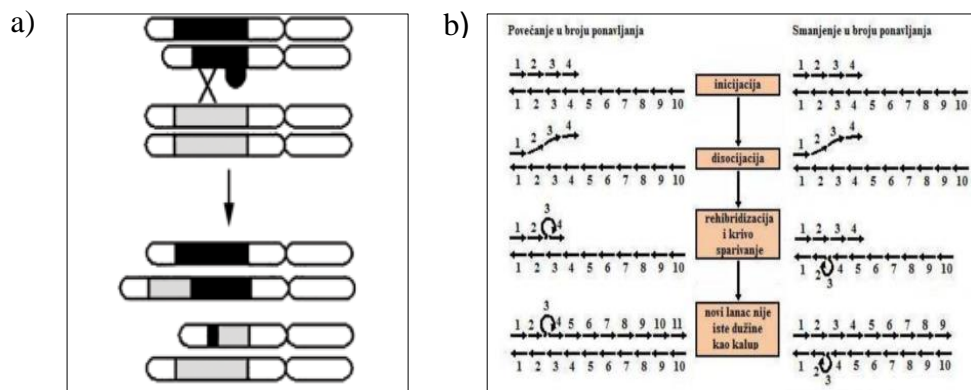 a)
b)
Povećanje u broju ponavljanja
Smanjenje u broju ponavljanja
1 2 3 4
1 2 3 4 5 6 7 8 9 10
inicijacija
1 2 3 4
1 2 3 4 5 6 7 8 9 10
1 2 3 4
1 2 3 4 5 6 7 8 9 10
disocijacija
1 2 3 4
1 2 3 4 5 6 7 8 9 10
3
1 2 4
1 2 3 4 5 6 7 8 9 10
rehibridizacija
i krivo
sparivanje
1 2 3 4
1 2 4 5 6 7 8 9 10
3
3
1 2 4 5 6 7 8 9 10 11
1 2 3 4 5 6 7 8 9 10
novi lanac nije
iste dužine
kao kalup
1 2 3 4 5 6 7 8 9
1 2 4 5 6 7 8 9 10
3